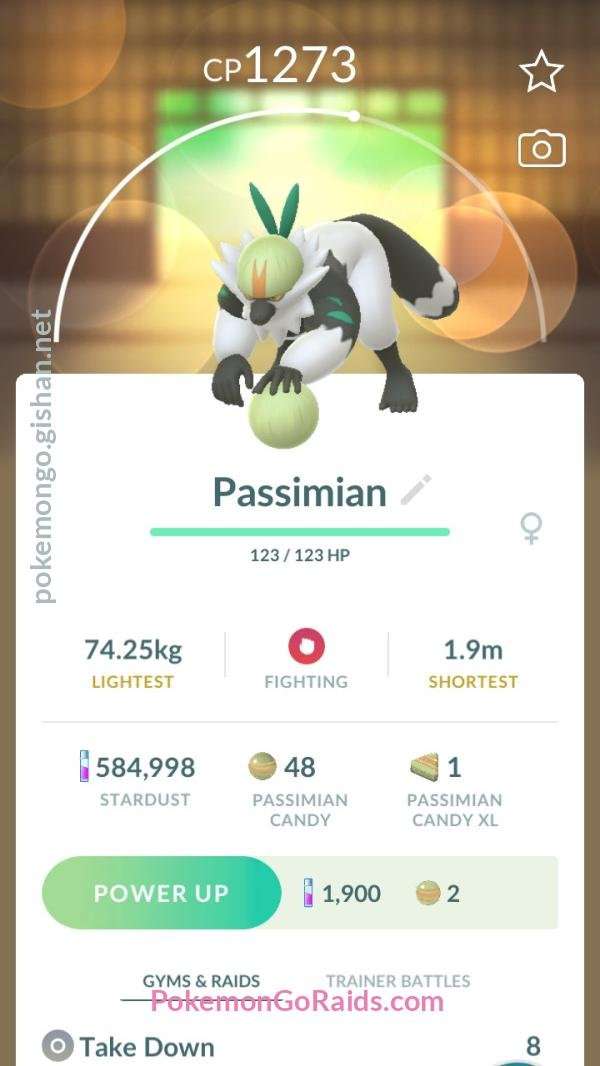 CP1273
pokemongo.gishan.net
Passimian
123 / 123 HP
♀
74.25kg
LIGHTEST
FIGHTING
1.9m
SHORTEST
584,998
STARDUST
48
PASSIMIAN
CANDY
1
PASSIMIAN
CANDY XL
POWER UP
1,900
2
GYMS & RAIDS
TRAINER BATTLES
PokemonGoRaids.com
Take Down
8